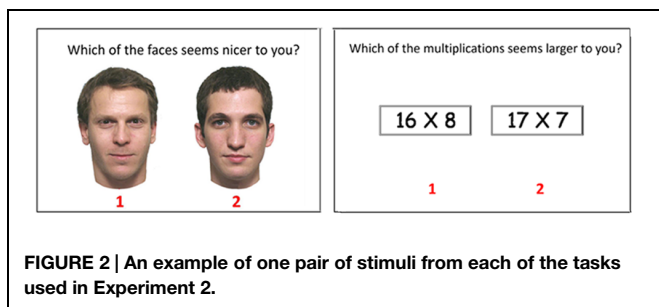 Which of the faces seems nicer to you?
1 2
Which of the multiplications seems larger to you?
16 X 8 17 X 7
1 2
FIGURE 2 | An example of one pair of stimuli from each of the tasks
used in Experiment 2.